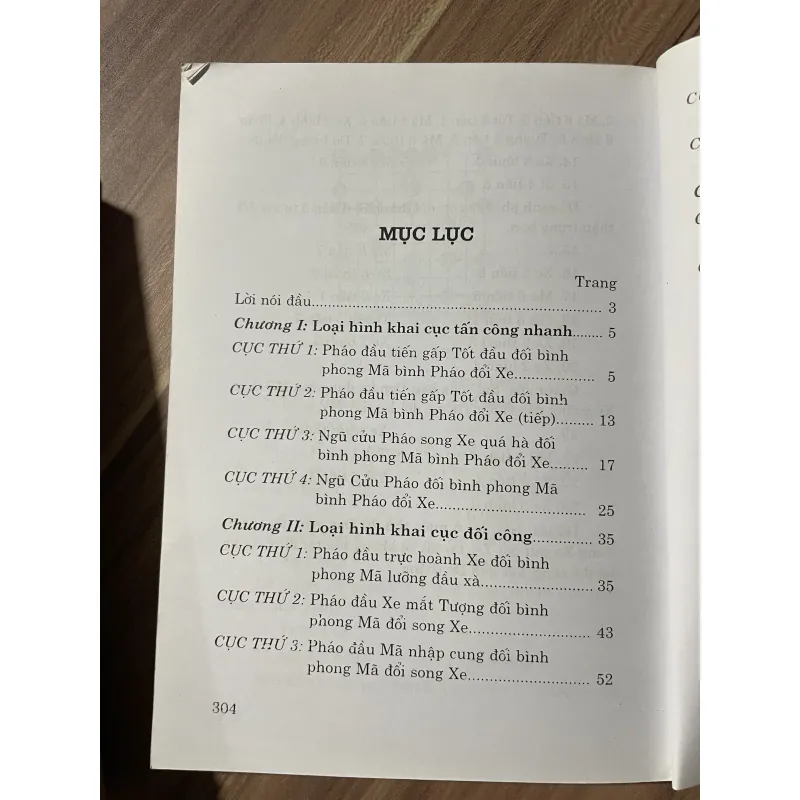 MỤC LỤC
Trang
Lời nói đầu.................................................................. 3
Chương I: Loại hình khai cục tấn công nhanh........ 5
CỤC THỨ 1: Pháo đầu tiến gấp Tốt đầu đối bình
phong Mã bình Pháo đổi Xe................. 5
CỤC THỨ 2: Pháo đầu tiến gấp Tốt đầu đối bình
phong Mã bình Pháo đổi Xe (tiếp)........ 13
CỤC THỨ 3: Ngũ cửu Pháo song Xe quá hà đối
bình phong Mã bình Pháo đổi Xe......... 17
CỤC THỨ 4: Ngũ Cửu Pháo đối bình phong Mã
bình Pháo đổi Xe................................ 25
Chương II: Loại hình khai cục đối công.................. 35
CỤC THỨ 1: Pháo đầu trực hoành Xe đối bình
phong Mã lưỡng đầu xà........................ 35
CỤC THỨ 2: Pháo đầu Xe mắt Tượng đối bình
phong Mã đổi song Xe.......................... 43
CỤC THỨ 3: Pháo đầu Mã nhập cung đối bình
phong Mã đổi song Xe.......................... 52
304